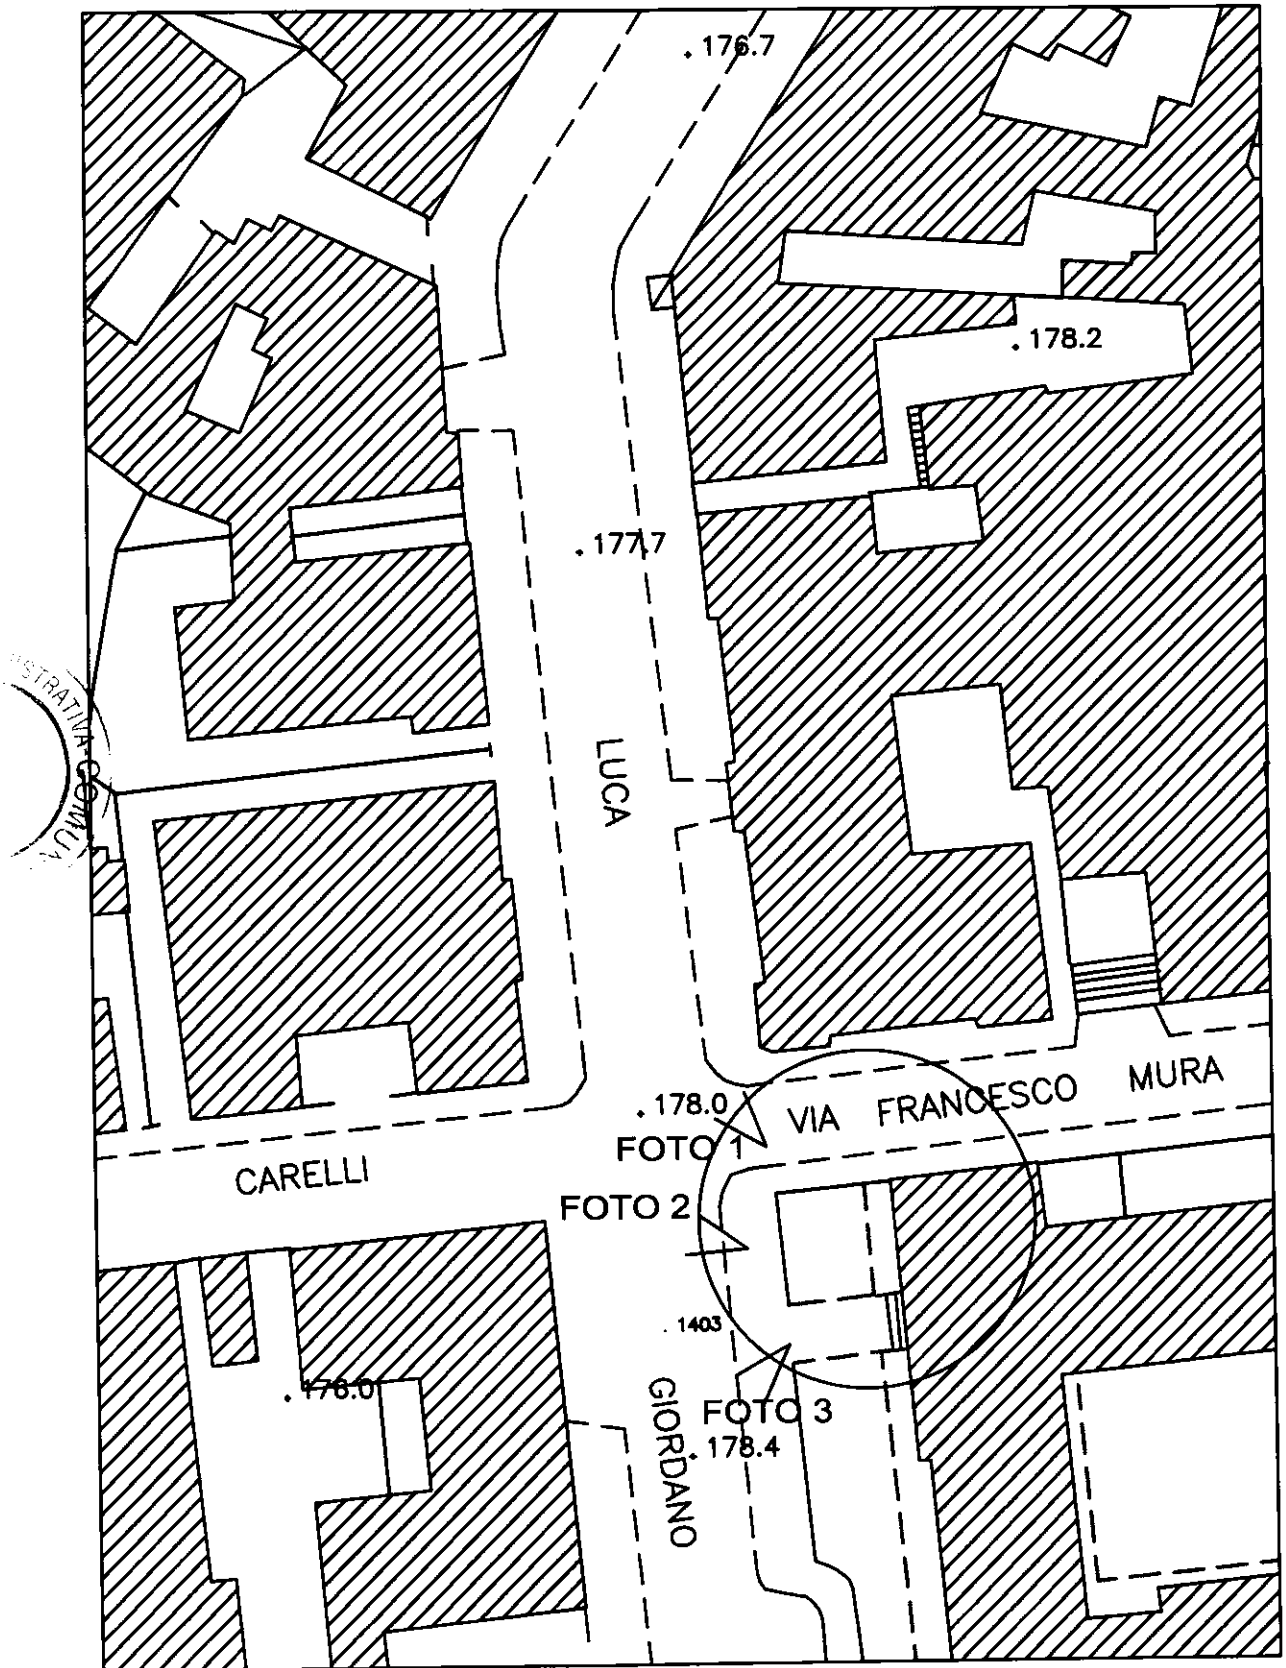 176.7
178.2
177.7
LUCA
STRATIVA-COMU
178.0
VIA FRANCESCO MURA
FOTO 1
CARELLI
FOTO 2
1403
178.0
GIORDANO
FOTO 3
178.4